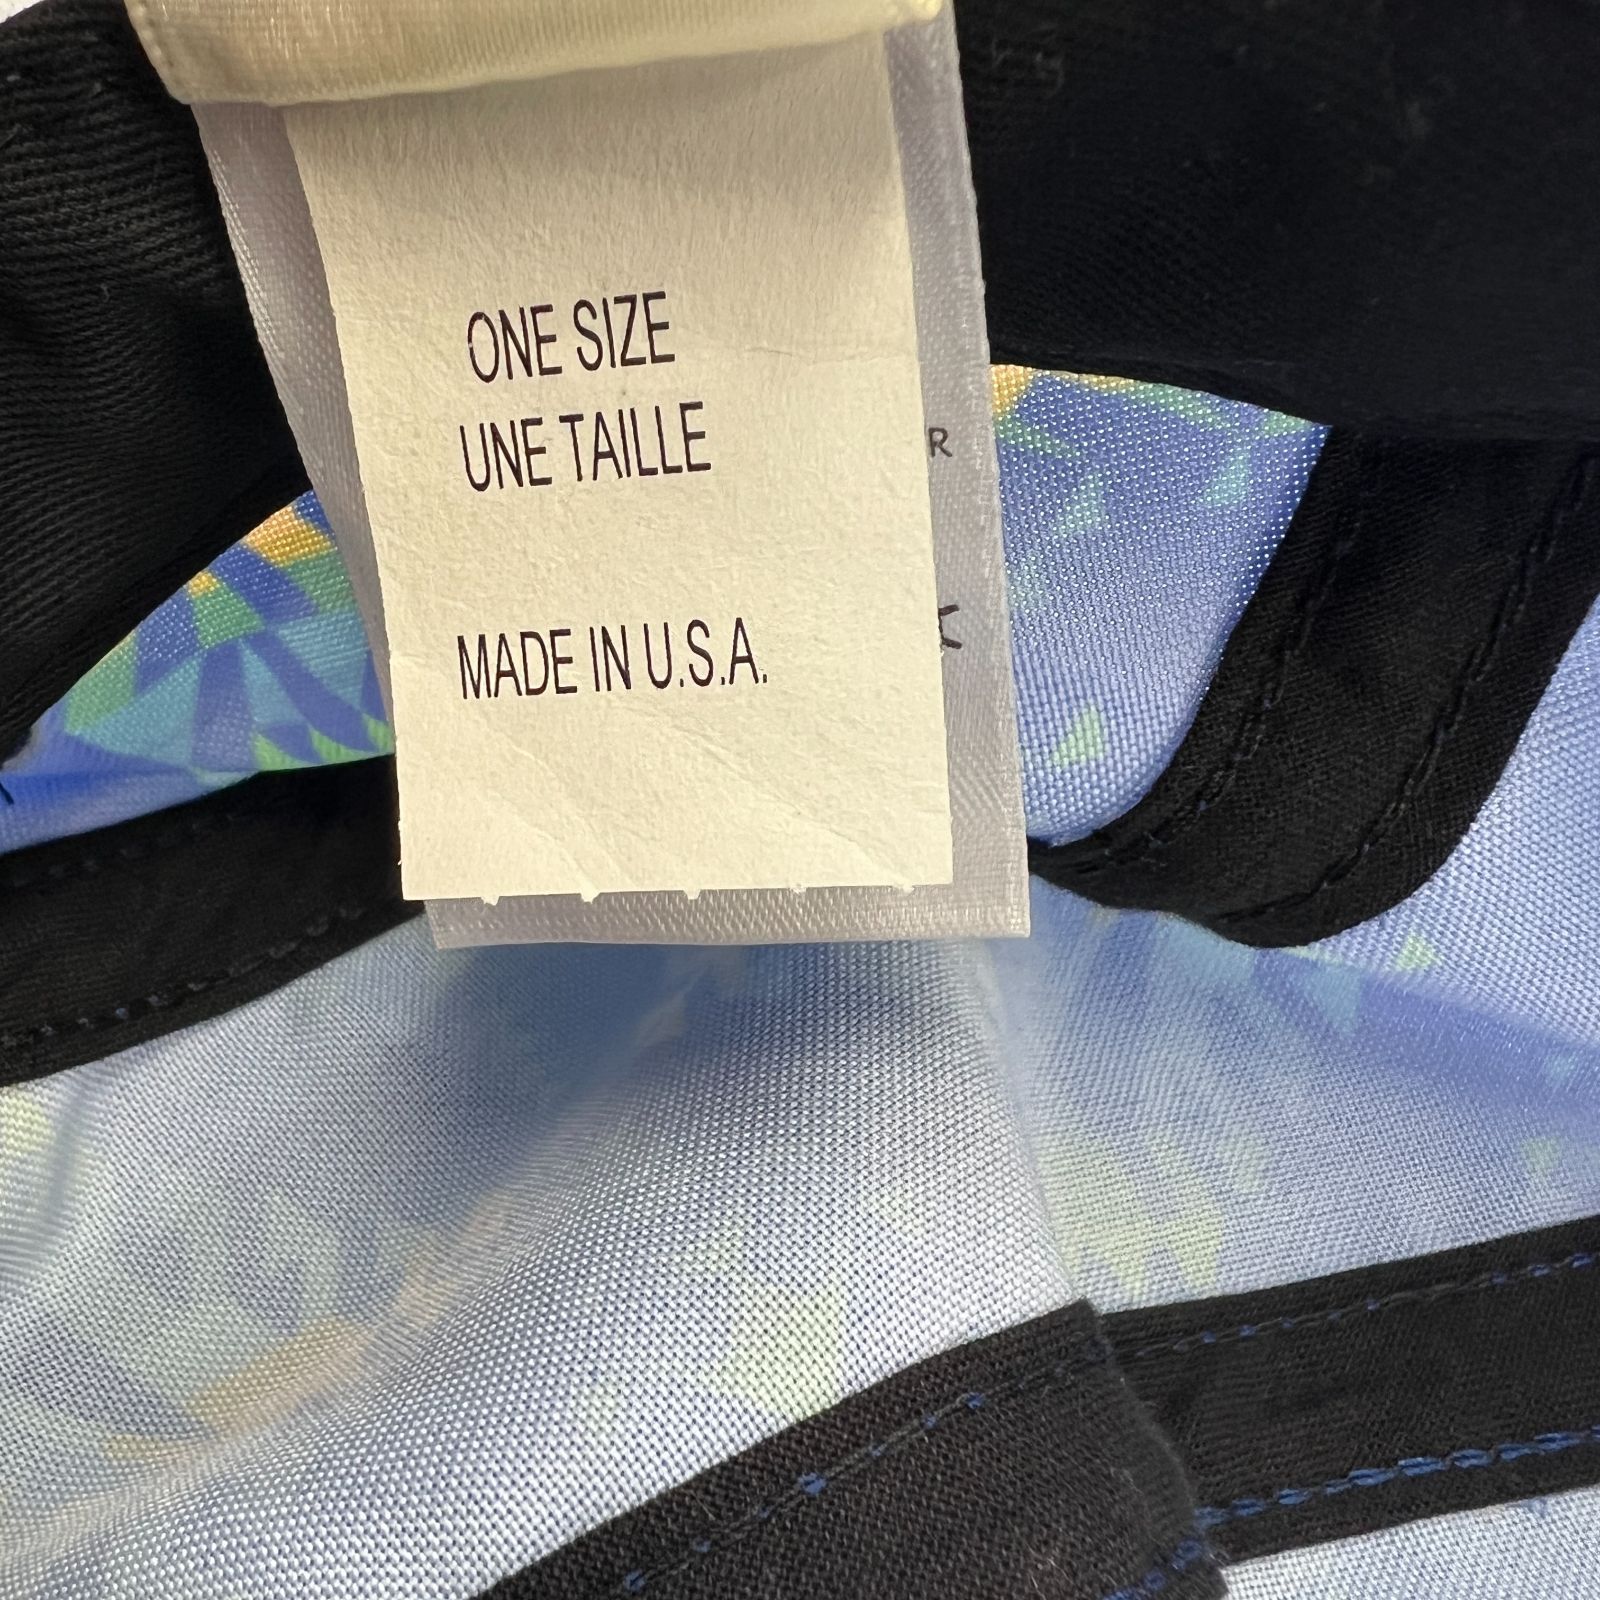 ONE SIZE
UNE TAILLE
R
MADE IN U.S.A.